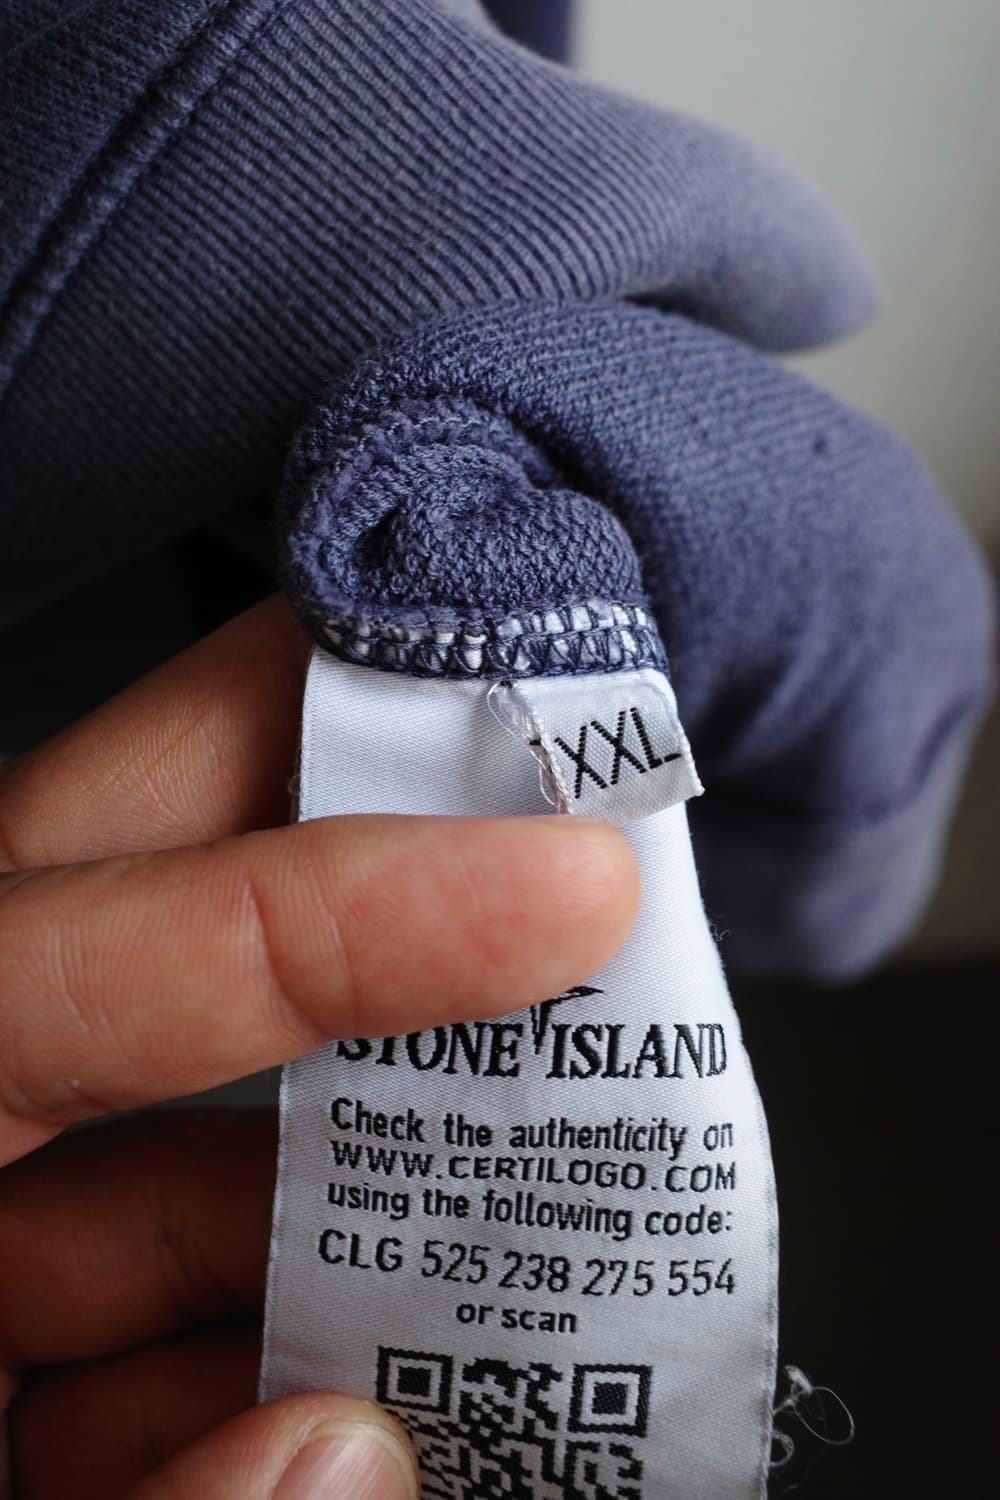 XXL
STONE ISLAND
Check the authenticity on
WWW.CERTILOGO.COM
using the following code:
CLG 525 238 275 554
or scan